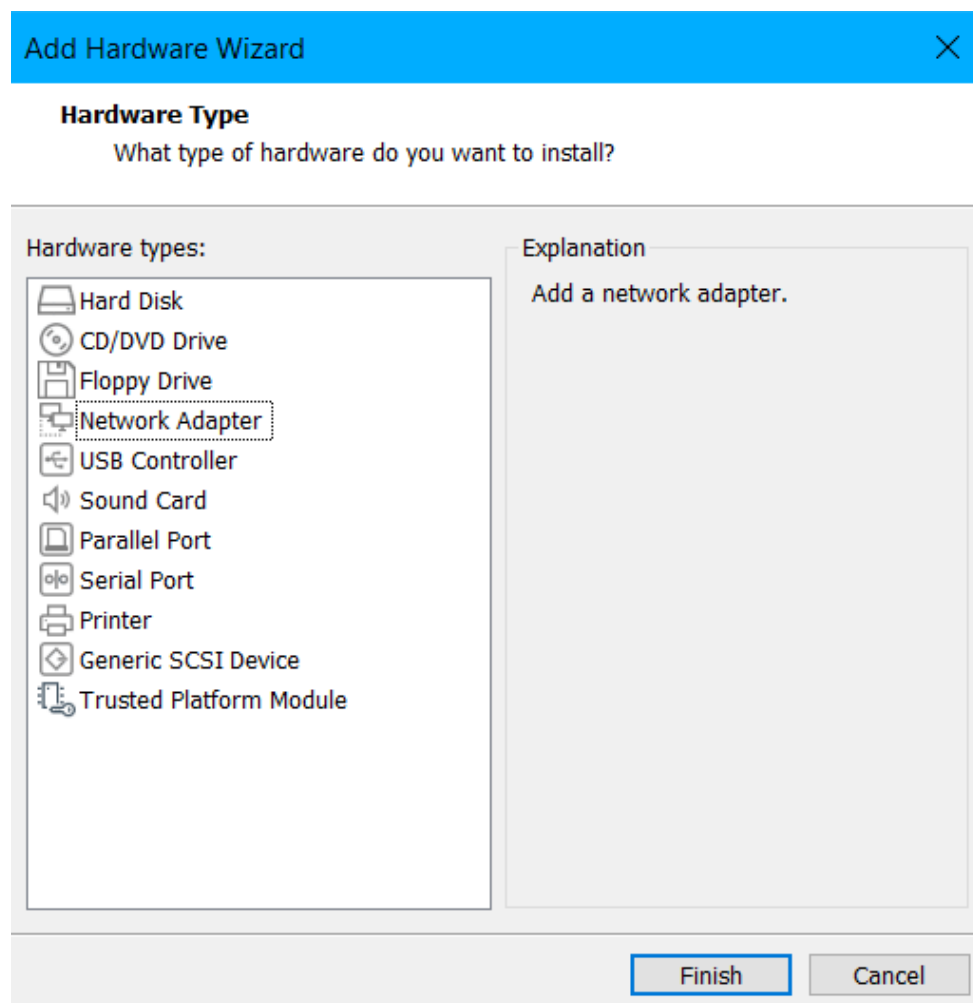 Add Hardware Wizard
Hardware Type
What type of hardware do you want to install?
Hardware types:
Hard Disk
CD/DVD Drive
Floppy Drive
Network Adapter
USB Controller
Sound Card
Parallel Port
Serial Port
Printer
Generic SCSI Device
Trusted Platform Module
Explanation
Add a network adapter.
Finish
Cancel